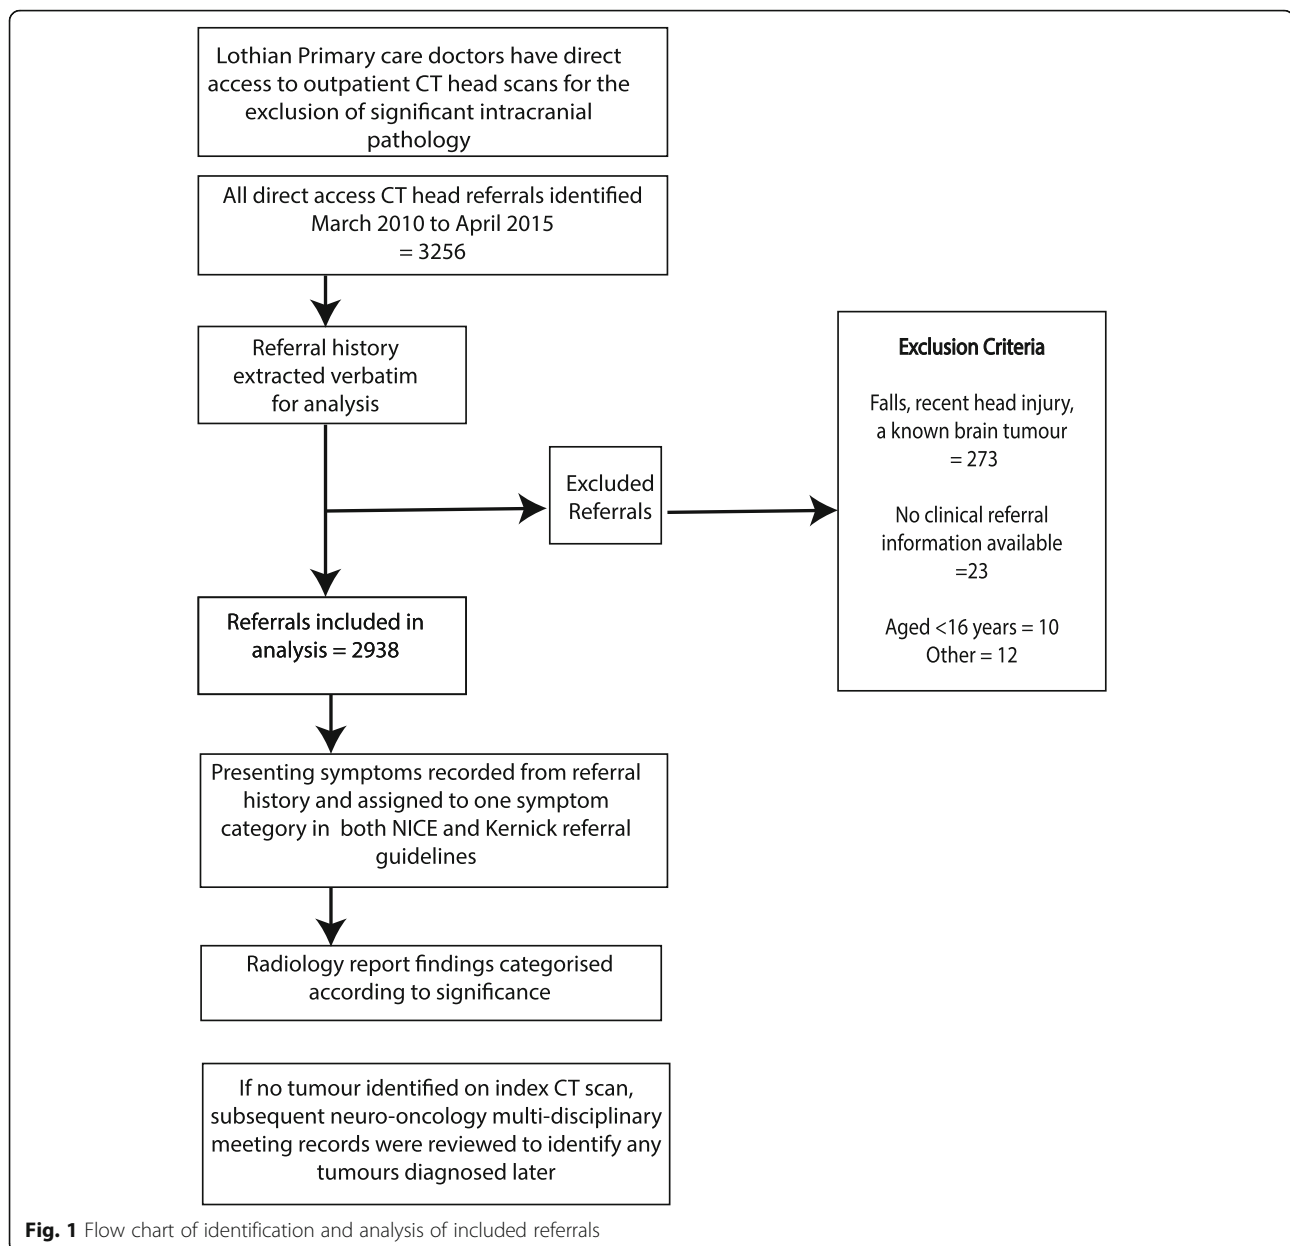 Lothian Primary care doctors have direct
access to outpatient CT head scans for the
exclusion of significant intracranial
pathology
All direct access CT head referrals identified
March 2010 to April 2015
= 3256
Referral history
extracted verbatim
for analysis
Excluded
Referrals
Exclusion Criteria
Falls, recent head injury,
a known brain tumour
= 273
No clinical referral
information available
=23
Aged <16 years = 10
Other = 12
Referrals included in
analysis = 2938
Presenting symptoms recorded from referral
history and assigned to one symptom
category in both NICE and Kernick referral
guidelines
Radiology report findings categorised
according to significance
If no tumour identified on index CT scan,
subsequent neuro-oncology multi-disciplinary
meeting records were reviewed to identify any
tumours diagnosed later
Fig. 1 Flow chart of identification and analysis of included referrals